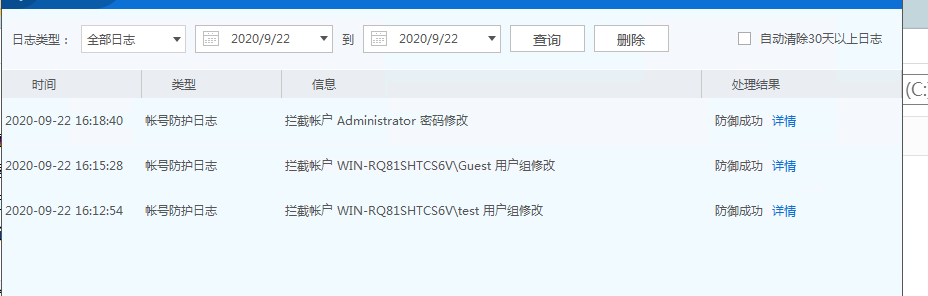 日志类型： 全部日志 2020/9/22 到 2020/9/22 查询 删除 自动清除30天以上日志
时间 类型 信息 处理结果
2020-09-22 16:18:40 帐号防护日志 拦截帐户 Administrator 密码修改 防御成功 详情
2020-09-22 16:15:28 帐号防护日志 拦截帐户 WIN-RQ81SHTCS6V\Guest 用户组修改 防御成功 详情
2020-09-22 16:12:54 帐号防护日志 拦截帐户 WIN-RQ81SHTCS6V\test 用户组修改 防御成功 详情
(C:)